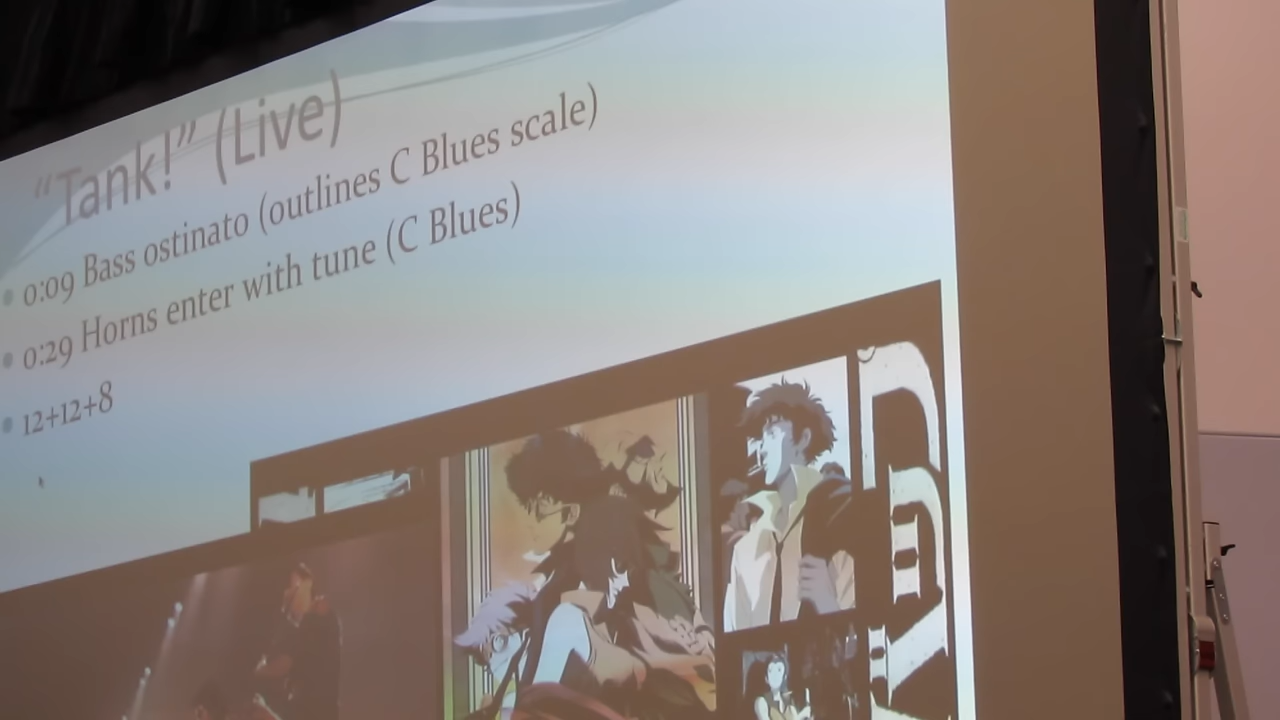 “Tank!” (Live)
0:09 Bass ostinato (outlines C Blues scale)
0:29 Horns enter with tune (C Blues)
12+12+8